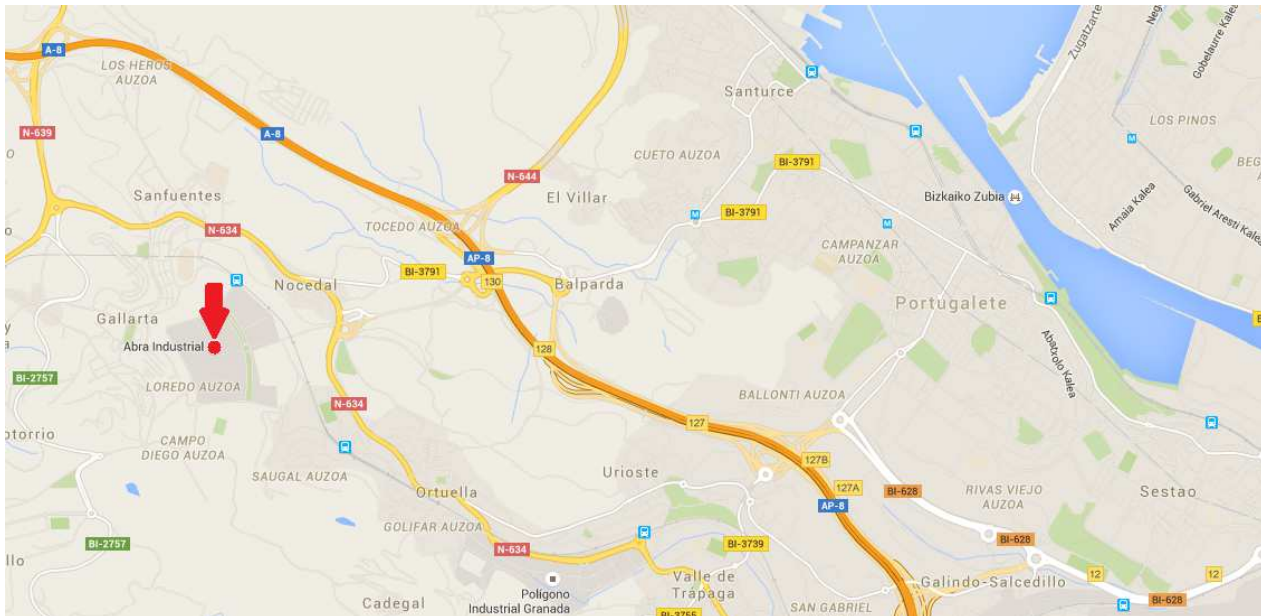 A-8
LOS HEROS
AUZOA
N-639
A-8
Sanfuentes
N-634
N-644
El Villar
TOCEDO AUZOA
AP-8
BI-3791
130
Balparda
Nocedal
Gallarta
Abra Industrial
LOREDO AUZOA
BI-2757
N-634
CAMPO
DIEGO AUZOA
SAUGAL AUZOA
Ortuella
GOLIFAR AUZOA
N-634
BI-2757
Cadegal
Polígono
Industrial Granada
Santurce
CUETO AUZOA
BI-3791
BI-3791
M
M
CAMPANZAR
AUZOA
Portugalete
Bizkaiko Zubia
Zugatzarte
Gobelaurre Kalea
LOS PINOS
M
Amaia Kalea
Gabriel Aresti Kalea
Abatxolo Kalea
128
127
BALLONTI AUZOA
127B
127A
AP-8
Urioste
BI-628
RIVAS VIEJO
AUZOA
Sestao
BI-628
BI-3739
Valle de
Trápaga
SAN GABRIEL
BI-3755
Galindo-Salcedillo
12
12
BI-628